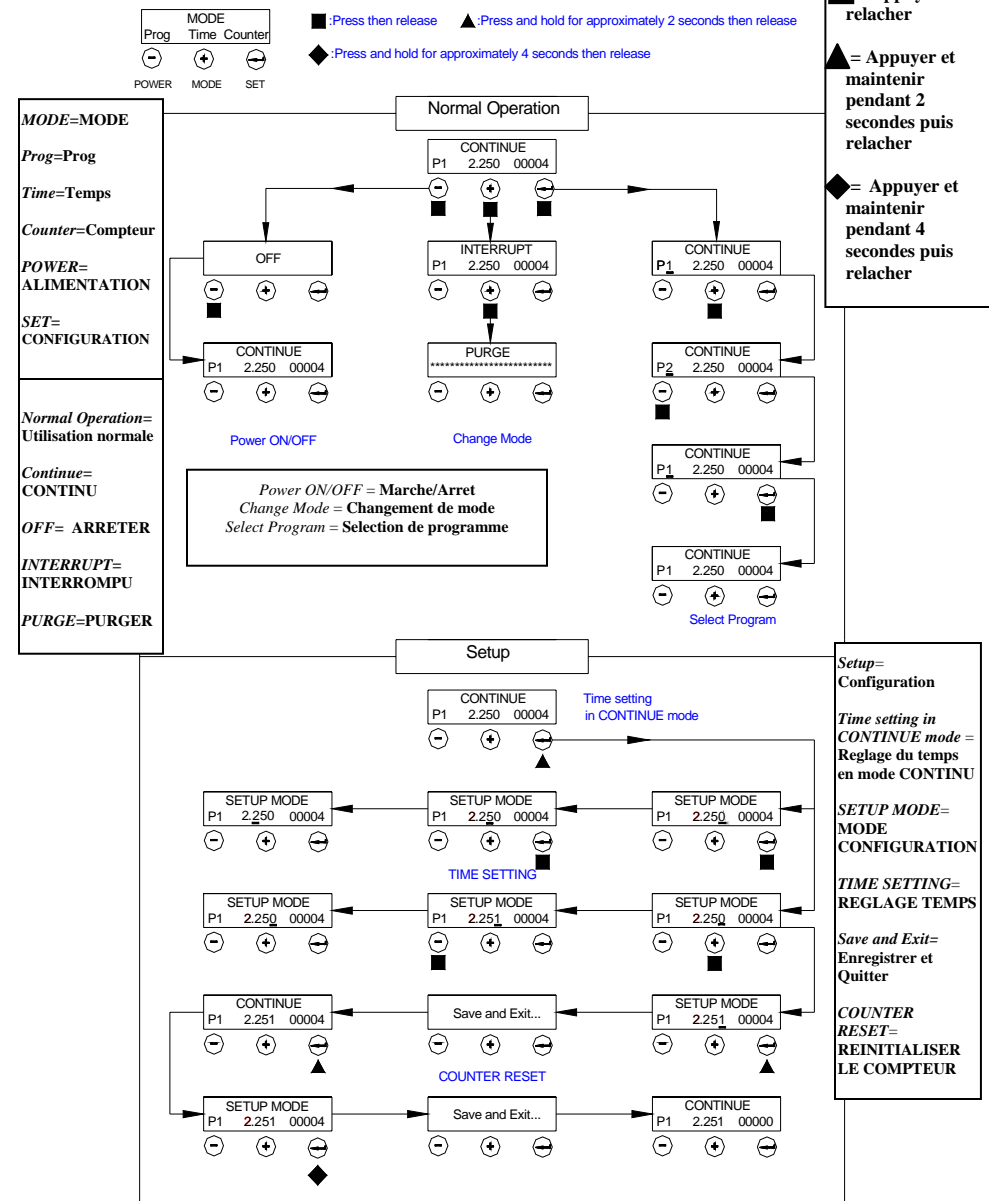 MODE
Prog Time Counter
POWER MODE SET
■:Press then release ▲:Press and hold for approximately 2 seconds then release
◆:Press and hold for approximately 4 seconds then release
relacher
▲= Appuyer et
maintenir
pendant 2
secondes puis
relacher
◆= Appuyer et
maintenir
pendant 4
secondes puis
relacher
MODE=MODE
Prog=Prog
Time=Temps
Counter=Compteur
POWER=
ALIMENTATION
SET=
CONFIGURATION
Normal Operation=
Utilisation normale
Continue=
CONTINU
OFF= ARRETER
INTERRUPT=
INTERROMPU
PURGE=PURGER
Normal Operation
CONTINUE
P1 2.250 00004
OFF
INTERRUPT
P1 2.250 00004
CONTINUE
P1 2.250 00004
CONTINUE
P1 2.250 00004
PURGE
*************************
CONTINUE
P2 2.250 00004
Power ON/OFF
Change Mode
CONTINUE
P1 2.250 00004
CONTINUE
P1 2.250 00004
Select Program
Power ON/OFF = Marche/Arret
Change Mode = Changement de mode
Select Program = Selection de programme
Setup
CONTINUE
P1 2.250 00004
Time setting
in CONTINUE mode
SETUP MODE
P1 2.250 00004
SETUP MODE
P1 2.250 00004
SETUP MODE
P1 2.250 00004
TIME SETTING
SETUP MODE
P1 2.250 00004
SETUP MODE
P1 2.251 00004
SETUP MODE
P1 2.250 00004
CONTINUE
P1 2.251 00004
Save and Exit...
SETUP MODE
P1 2.251 00004
COUNTER RESET
SETUP MODE
P1 2.251 00004
Save and Exit...
CONTINUE
P1 2.251 00000
Setup=
Configuration
Time setting in
CONTINUE mode =
Reglage du temps
en mode CONTINU
SETUP MODE=
MODE
CONFIGURATION
TIME SETTING=
REGLAGE TEMPS
Save and Exit=
Enregistrer et
Quitter
COUNTER
RESET=
REINITIALISER
LE COMPTEUR